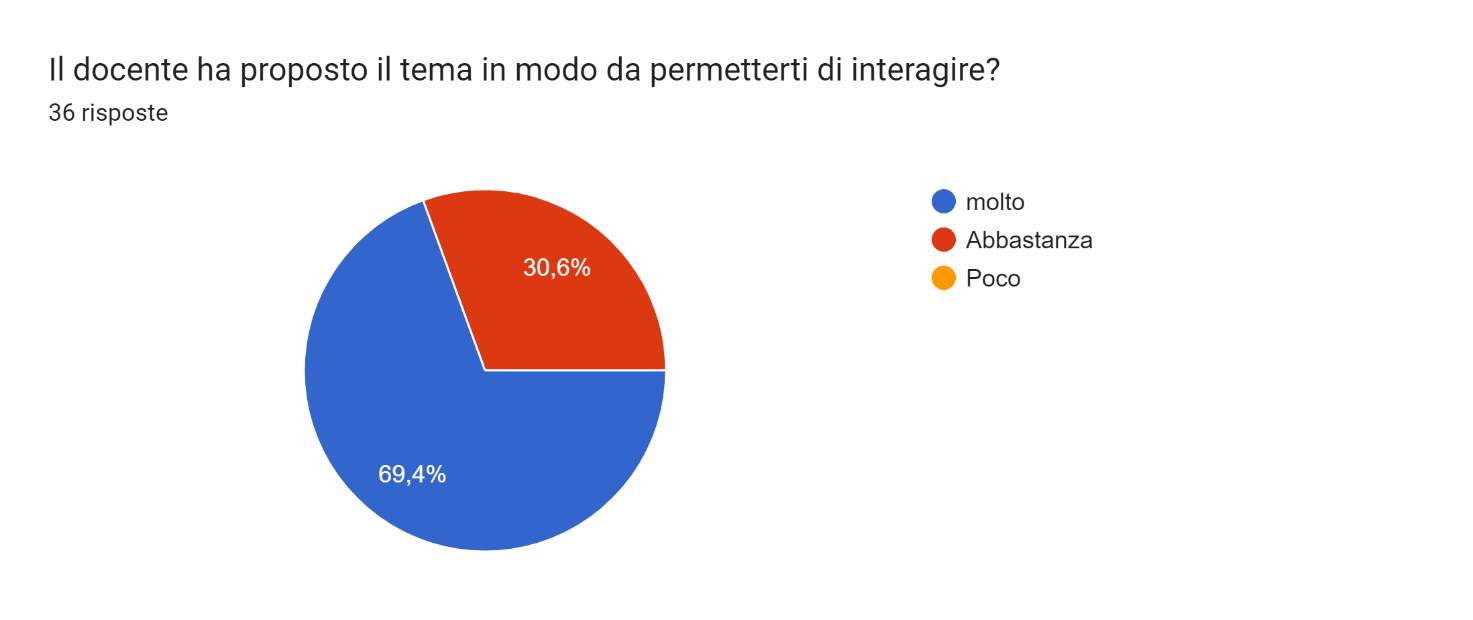 Il docente ha proposto il tema in modo da permetterti di interagire?
36 risposte
molto
Abbastanza
Poco
30,6%
69,4%